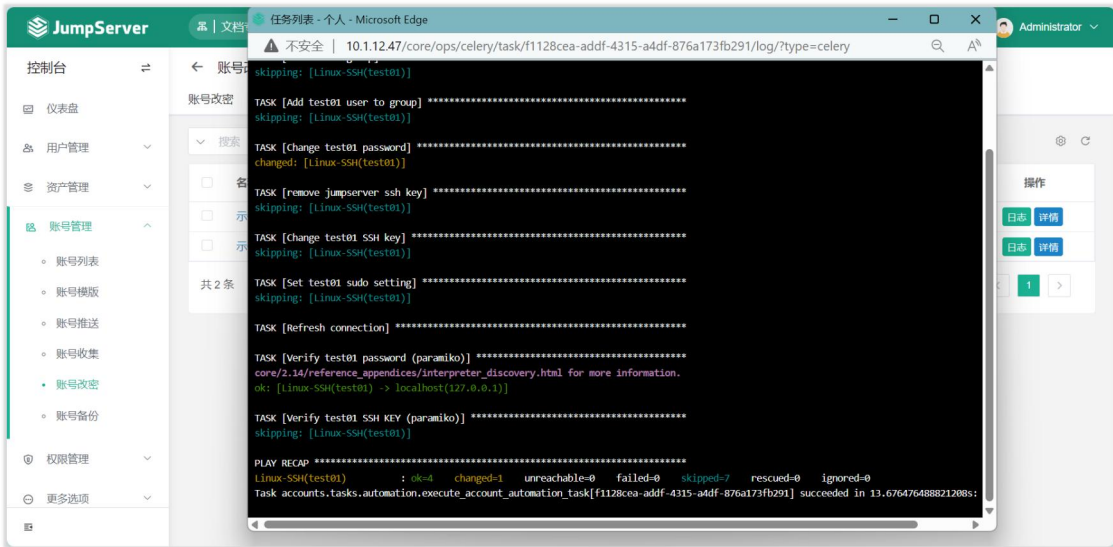 JumpServer
文档
任务列表 - 个人 - Microsoft Edge
Administrator
不安全 | 10.1.12.47/core/ops/celery/task/f1128cea-addf-4315-a4df-876a173fb291/log/?type=celery
控制台
← 账号
仪表盘
用户管理
资产管理
账号管理
账号列表
账号模版
账号推送
账号收集
账号改密
账号备份
权限管理
更多选项
账号改密
搜索
名
示
示
共 2 条
skipping: [Linux-SSH(test01)]
TASK [Add test01 user to group] *************************************************
skipping: [Linux-SSH(test01)]
TASK [Change test01 password] ***************************************************
changed: [Linux-SSH(test01)]
TASK [remove jumpserver ssh key] ************************************************
skipping: [Linux-SSH(test01)]
TASK [Change test01 SSH key] ****************************************************
skipping: [Linux-SSH(test01)]
TASK [Set test01 sudo setting] **************************************************
skipping: [Linux-SSH(test01)]
TASK [Refresh connection] *******************************************************
TASK [Verify test01 password (paramiko)] ****************************************
core/2.14/reference_appendices/interpreter_discovery.html for more information.
ok: [Linux-SSH(test01) -> localhost(127.0.0.1)]
TASK [Verify test01 SSH KEY (paramiko)] *****************************************
skipping: [Linux-SSH(test01)]
PLAY RECAP **********************************************************************
Linux-SSH(test01) : ok=4 changed=1 unreachable=0 failed=0 skipped=7 rescued=0 ignored=0
Task accounts.tasks.automation.execute_account_automation_task[f1128cea-addf-4315-a4df-876a173fb291] succeeded in 13.676476488821208s:
操作
日志 详情
日志 详情
1